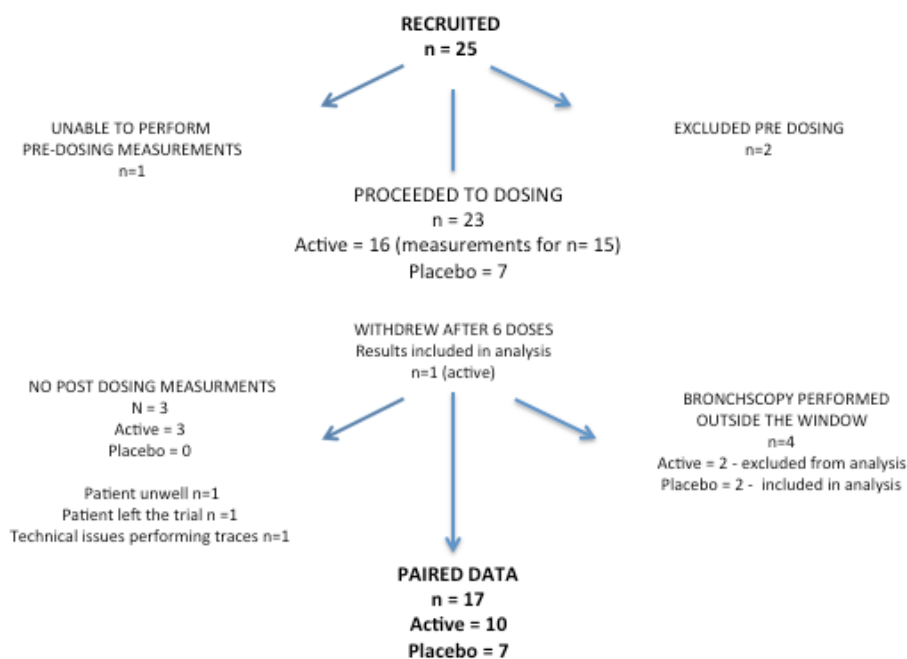 RECRUITED
n = 25
UNABLE TO PERFORM
PRE-DOSING MEASUREMENTS
n=1
EXCLUDED PRE DOSING
n=2
PROCEEDED TO DOSING
n = 23
Active = 16 (measurements for n= 15)
Placebo = 7
WITHDREW AFTER 6 DOSES
Results included in analysis
n=1 (active)
NO POST DOSING MEASURMENTS
N = 3
Active = 3
Placebo = 0
Patient unwell n=1
Patient left the trial n =1
Technical issues performing traces n=1
BRONCHSCOPY PERFORMED
OUTSIDE THE WINDOW
n=4
Active = 2 - excluded from analysis
Placebo = 2 -  included in analysis
PAIRED DATA
n = 17
Active = 10
Placebo = 7